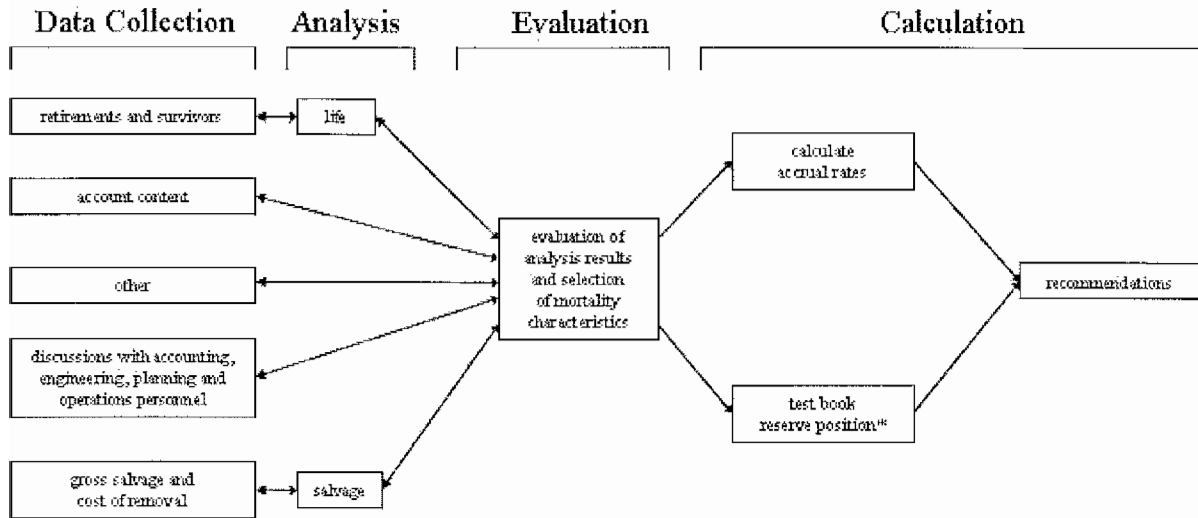 Data Collection
Analysis
Evaluation
Calculation
retirements and survivors
life
account content
other
discussions with accounting,
engineering, planning and
operations personnel
gross salvage and
cost of removal
salvage
evaluation of
analysis results
and selection
of mortality
characteristics
calculate
accrual rates
test book
reserve position**
recommendations